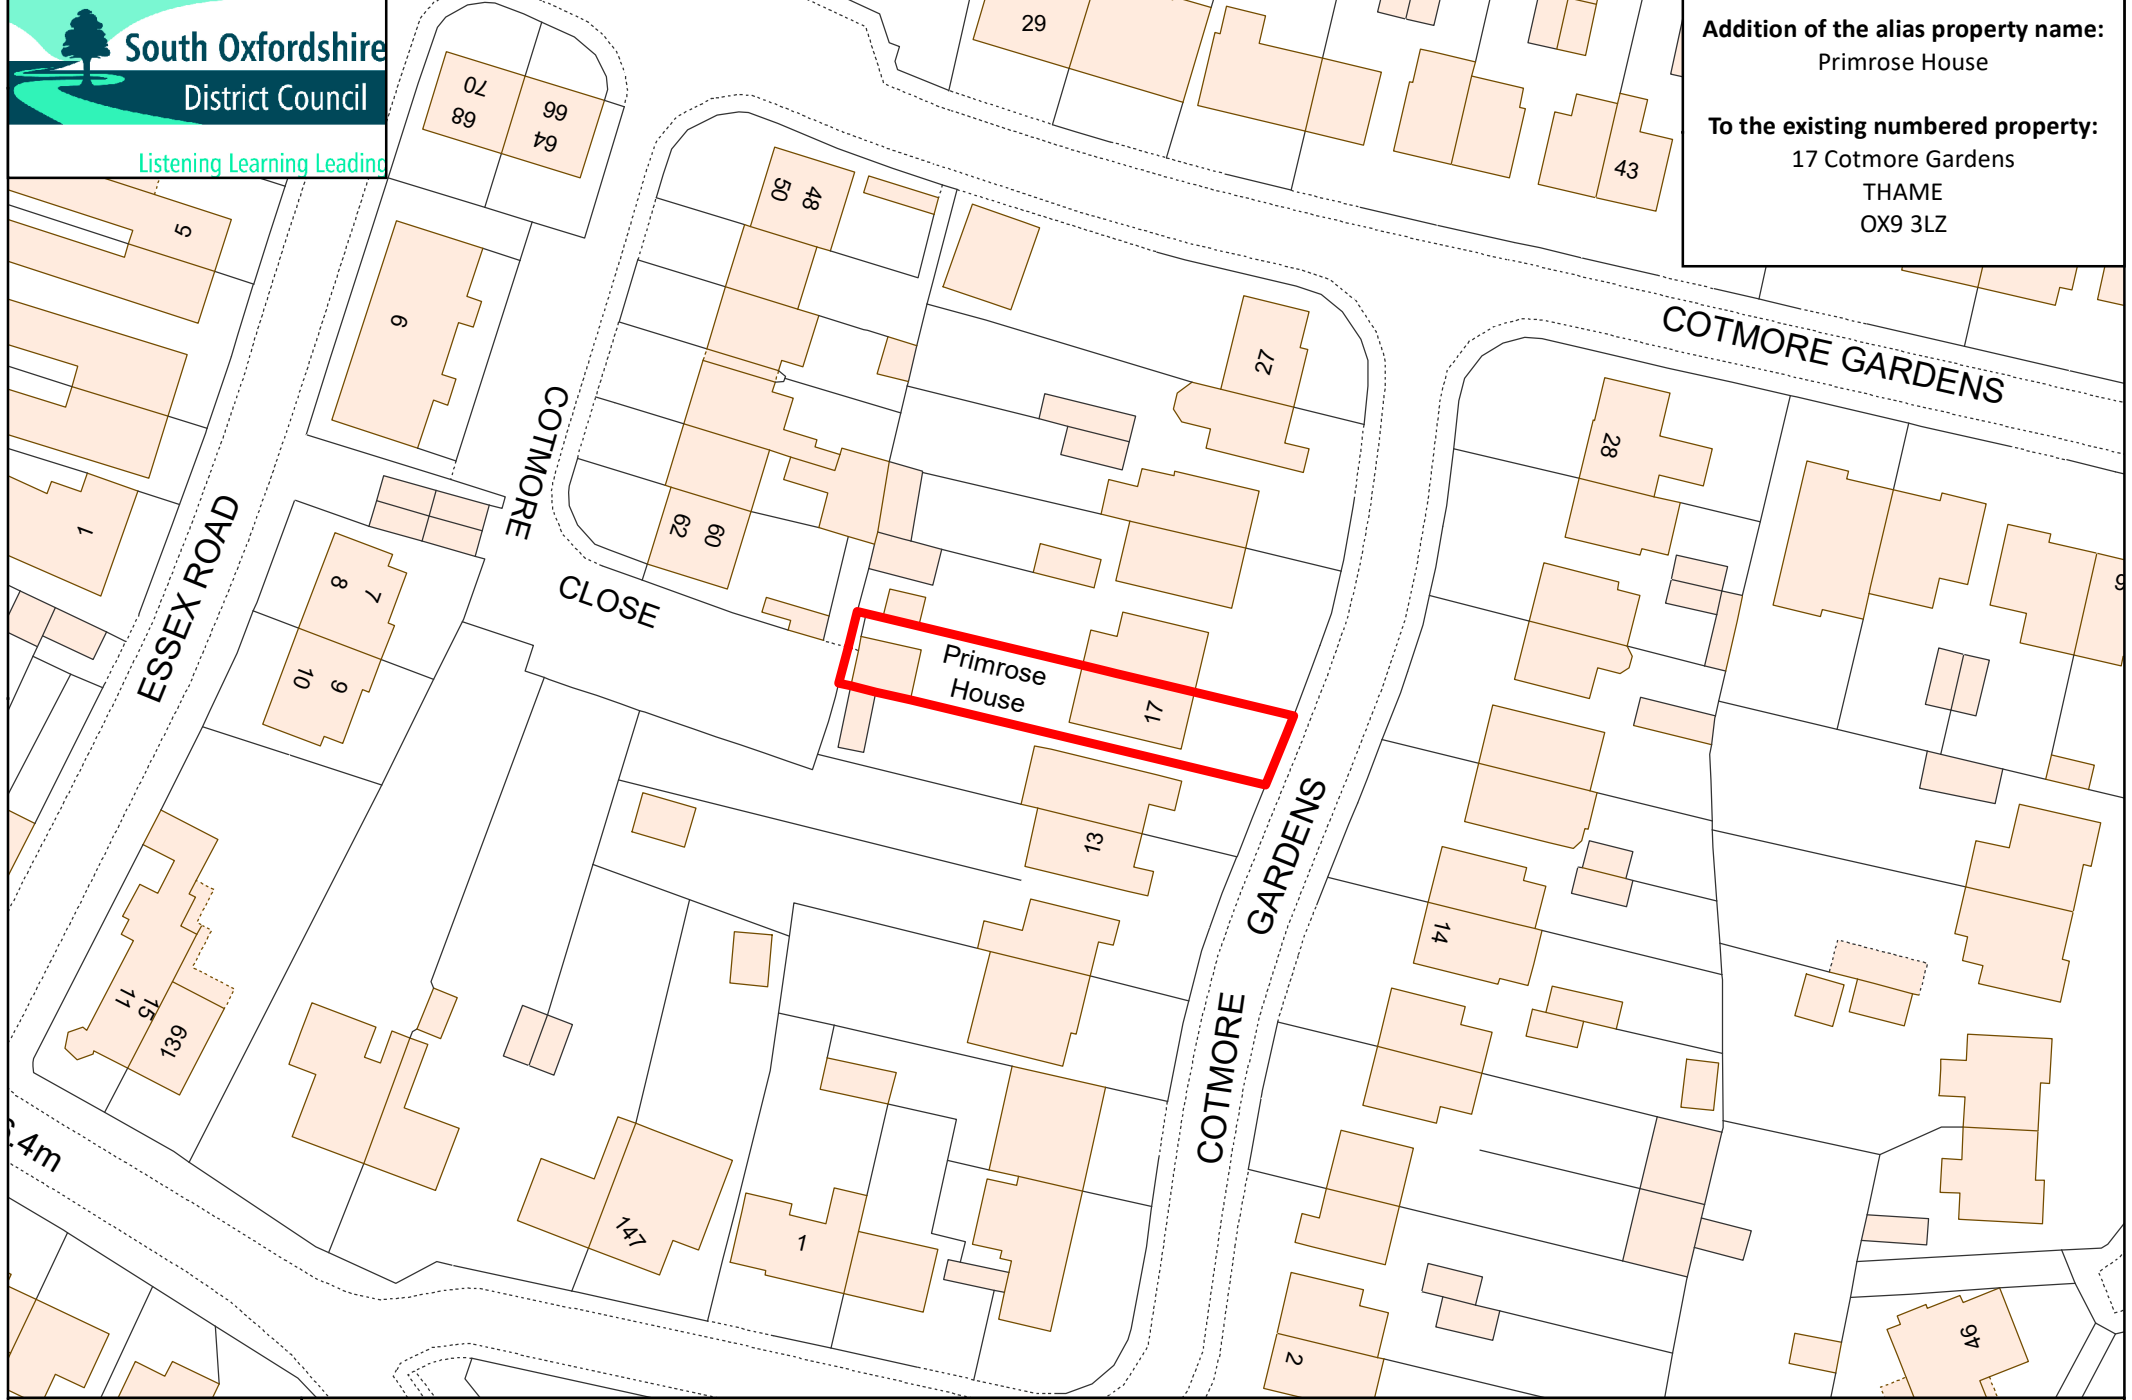 South Oxfordshire
District Council
Listening Learning Leading
Addition of the alias property name:
Primrose House
To the existing numbered property:
17 Cotmore Gardens
THAME
OX9 3LZ
29
43
70
68
66
64
50
48
5
6
27
28
COTMORE GARDENS
COTMORE
CLOSE
62
60
1
ESSEX ROAD
8
7
10
9
Primrose
House
17
13
COTMORE
GARDENS
14
11
15
139
.4m
147
1
2
46